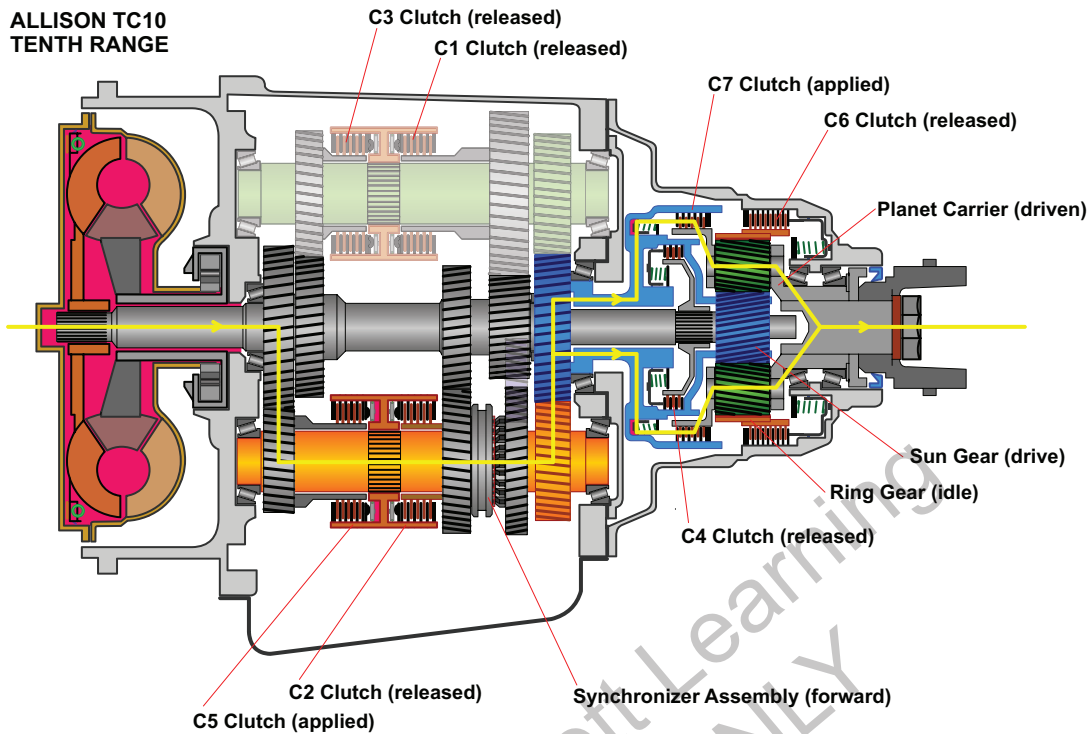 ALLISON TC10
TENTH RANGE
C3 Clutch (released)
C1 Clutch (released)
C7 Clutch (applied)
C6 Clutch (released)
Planet Carrier (driven)
Sun Gear (drive)
Ring Gear (idle)
C4 Clutch (released)
Synchronizer Assembly (forward)
C2 Clutch (released)
C5 Clutch (applied)
Learning